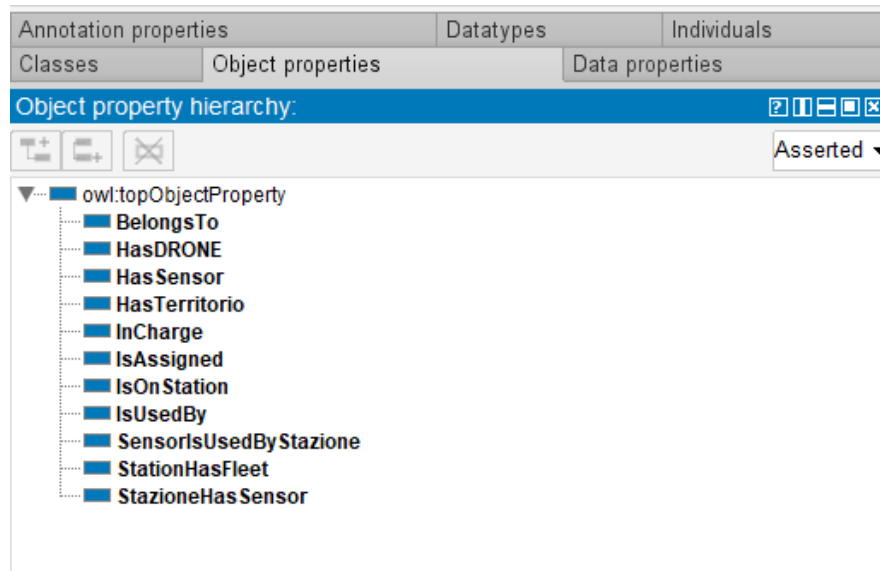 Annotation properties Datatypes Individuals
Classes Object properties Data properties
Object property hierarchy:
Asserted
owl:topObjectProperty
BelongsTo
HasDRONE
HasSensor
HasTerritorio
InCharge
IsAssigned
IsOnStation
IsUsedBy
SensorIsUsedByStazione
StationHasFleet
StazioneHasSensor